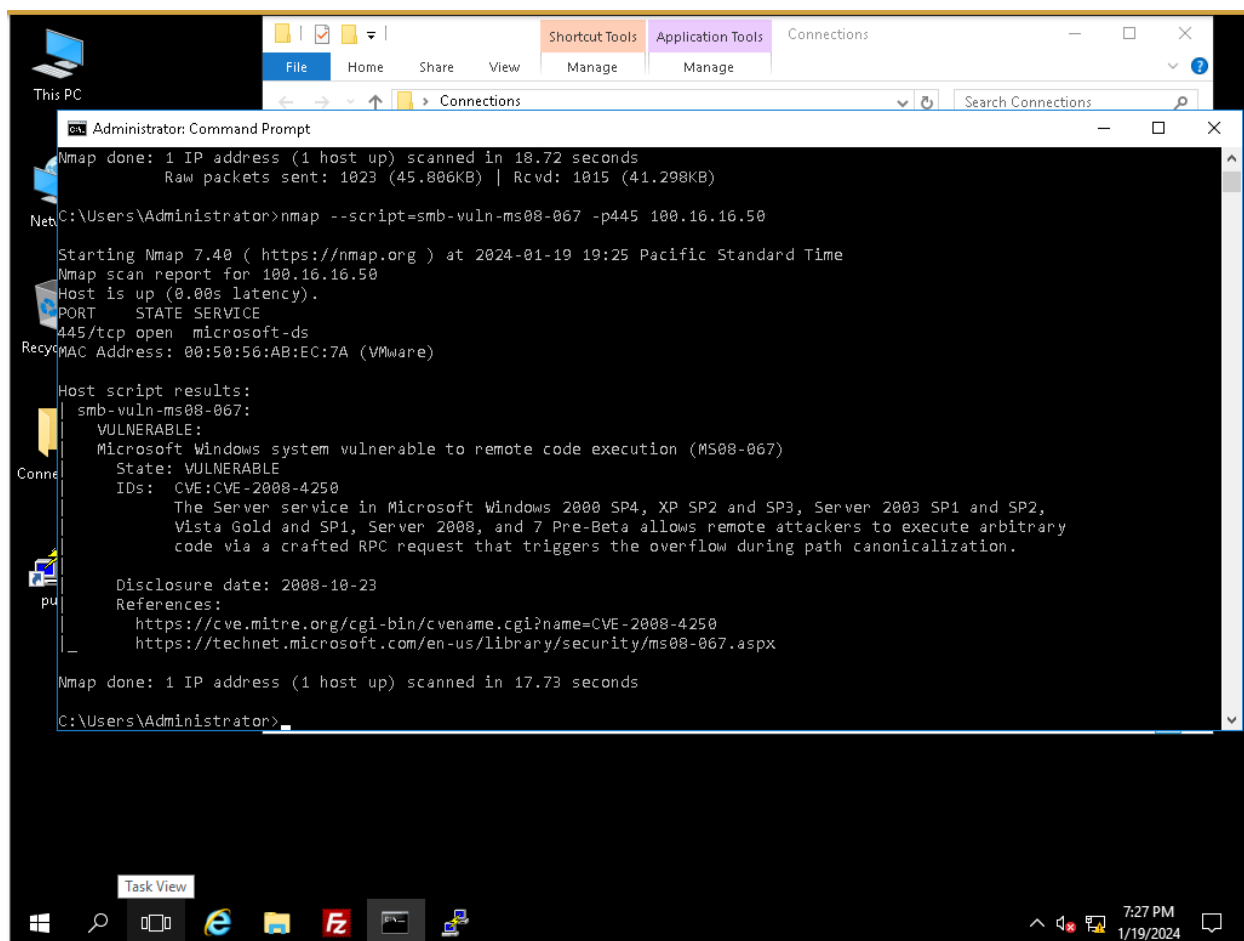 Shortcut Tools Application Tools Connections
File Home Share View Manage Manage
This PC
Connections Search Connections
Administrator: Command Prompt
Nmap done: 1 IP address (1 host up) scanned in 18.72 seconds
Raw packets sent: 1023 (45.806KB) | Rcvd: 1015 (41.298KB)
C:\Users\Administrator>nmap --script=smb-vuln-ms08-067 -p445 100.16.16.50
Starting Nmap 7.40 ( https://nmap.org ) at 2024-01-19 19:25 Pacific Standard Time
Nmap scan report for 100.16.16.50
Host is up (0.00s latency).
PORT STATE SERVICE
445/tcp open microsoft-ds
MAC Address: 00:50:56:AB:EC:7A (VMware)
Host script results:
| smb-vuln-ms08-067:
| VULNERABLE:
| Microsoft Windows system vulnerable to remote code execution (MS08-067)
| State: VULNERABLE
| IDs: CVE:CVE-2008-4250
| The Server service in Microsoft Windows 2000 SP4, XP SP2 and SP3, Server 2003 SP1 and SP2,
| Vista Gold and SP1, Server 2008, and 7 Pre-Beta allows remote attackers to execute arbitrary
| code via a crafted RPC request that triggers the overflow during path canonicalization.
|
| Disclosure date: 2008-10-23
| References:
| https://cve.mitre.org/cgi-bin/cvename.cgi?name=CVE-2008-4250
|_ https://technet.microsoft.com/en-us/library/security/ms08-067.aspx
Nmap done: 1 IP address (1 host up) scanned in 17.73 seconds
C:\Users\Administrator>
Net
Recyc
Conne
pu
Task View
7:27 PM
1/19/2024